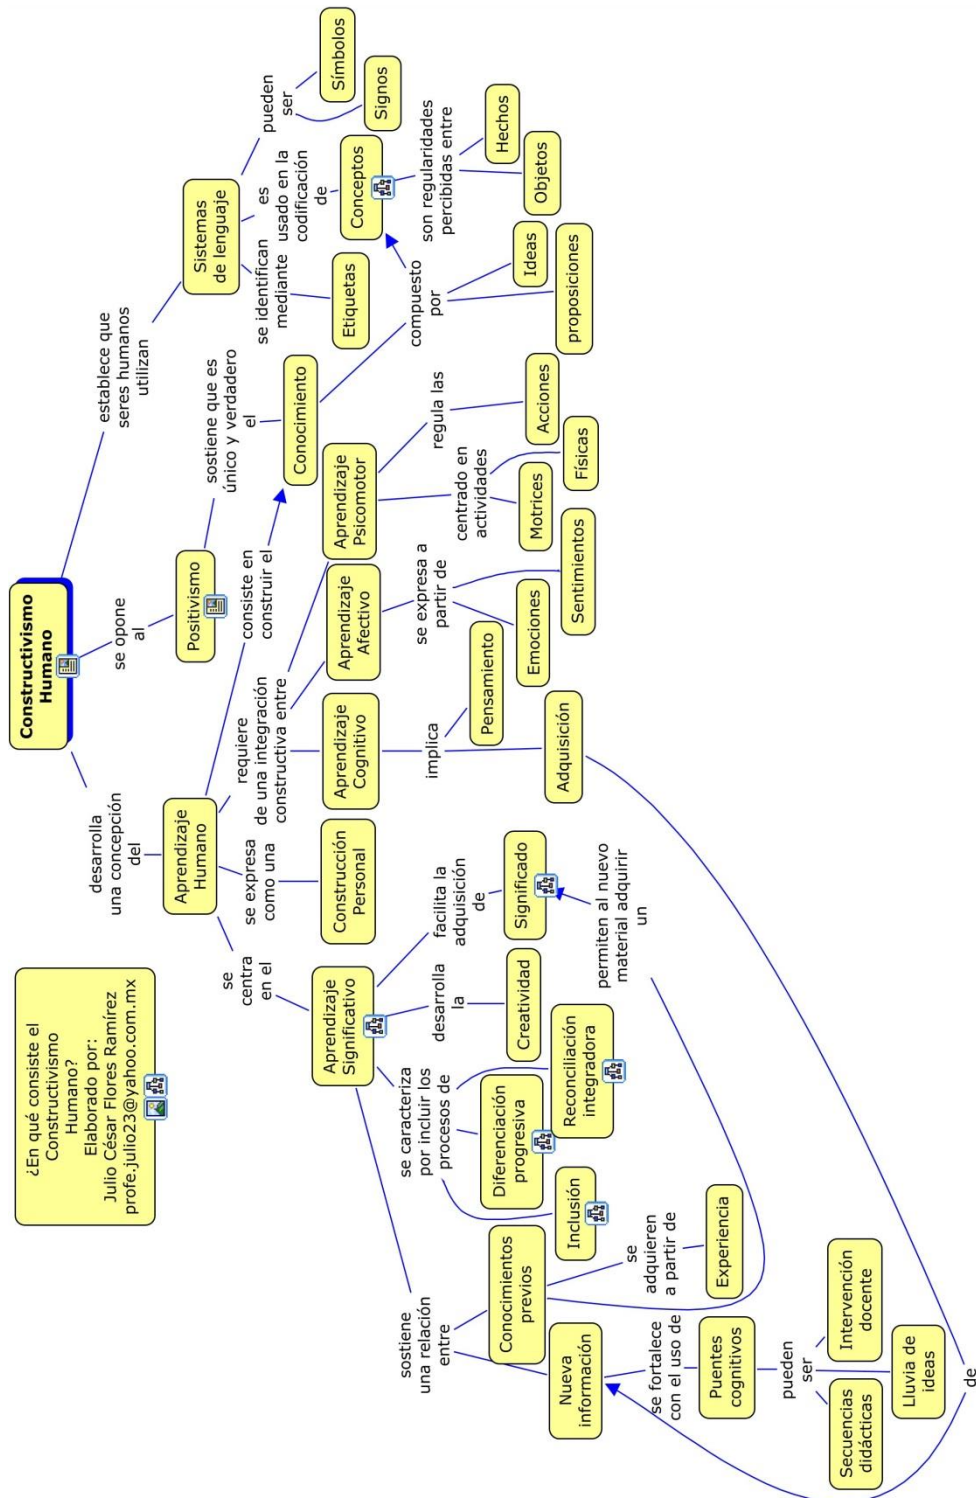 ¿En qué consiste el
Constructivismo
Humano?
Elaborado por:
Julio César Flores Ramírez
profe.julio23@yahoo.com.mx
Constructivismo
Humano
desarrolla
una concepción
del
se opone
al
establece que
seres humanos
utilizan
Aprendizaje
Humano
Positivismo
Sistemas
de lenguaje
se
centra
en el
se expresa
como una
requiere
de una integración
constructiva entre
consiste en
construir el
sostiene que es
único y verdadero
el
se identifican
mediante
es
usado en la
codificación
de
pueden
ser
Conocimiento
Etiquetas
Conceptos
Signos
Símbolos
Aprendizaje
Significativo
Construcción
Personal
Aprendizaje
Cognitivo
Aprendizaje
Afectivo
Aprendizaje
Psicomotor
compuesto
por
son regularidades
percibidas entre
sostiene
una relación
entre
se caracteriza
por incluir los
procesos de
desarrolla
la
facilita la
adquisición
de
implica
se expresa a
partir de
centrado en
actividades
regula las
Ideas
proposiciones
Objetos
Hechos
Nueva
información
Conocimientos
previos
Inclusión
Diferenciación
progresiva
Reconciliación
integradora
Creatividad
Significado
Adquisición
Pensamiento
Emociones
Sentimientos
Motrices
Físicas
Acciones
se fortalece
con el uso de
se
adquieren
a partir de
permiten al nuevo
material adquirir
un
Puentes
cognitivos
Experiencia
pueden
ser
Secuencias
didácticas
Lluvia de
ideas
Intervención
docente
de